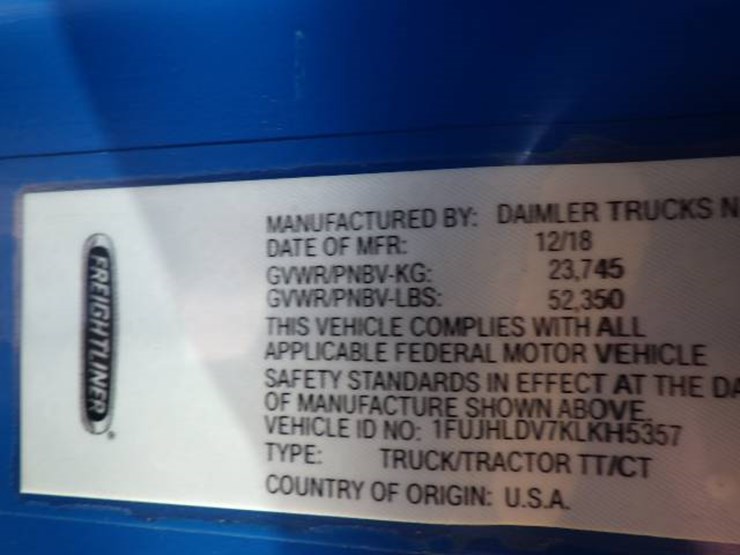 FREIGHTLINER
MANUFACTURED BY: DAIMLER TRUCKS N
DATE OF MFR: 12/18
GVWR/PNBV-KG: 23,745
GVWR/PNBV-LBS: 52,350
THIS VEHICLE COMPLIES WITH ALL
APPLICABLE FEDERAL MOTOR VEHICLE
SAFETY STANDARDS IN EFFECT AT THE DA
OF MANUFACTURE SHOWN ABOVE.
VEHICLE ID NO: 1FUJHLDV7KLKH5357
TYPE: TRUCK/TRACTOR TT/CT
COUNTRY OF ORIGIN: U.S.A.